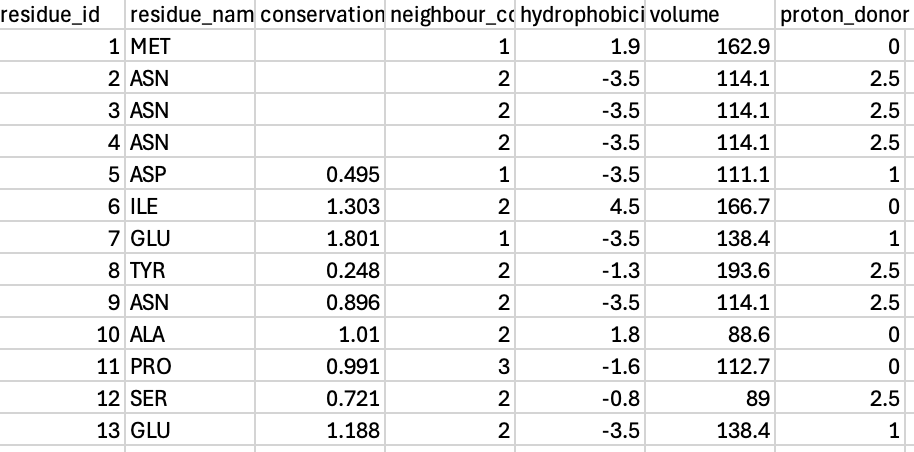 residue_id residue_nam conservation neighbour_co hydrophobici volume proton_donor
1 MET 1 1.9 162.9 0
2 ASN 2 -3.5 114.1 2.5
3 ASN 2 -3.5 114.1 2.5
4 ASN 2 -3.5 114.1 2.5
5 ASP 0.495 1 -3.5 111.1 1
6 ILE 1.303 2 4.5 166.7 0
7 GLU 1.801 1 -3.5 138.4 1
8 TYR 0.248 2 -1.3 193.6 2.5
9 ASN 0.896 2 -3.5 114.1 2.5
10 ALA 1.01 2 1.8 88.6 0
11 PRO 0.991 3 -1.6 112.7 0
12 SER 0.721 2 -0.8 89 2.5
13 GLU 1.188 2 -3.5 138.4 1